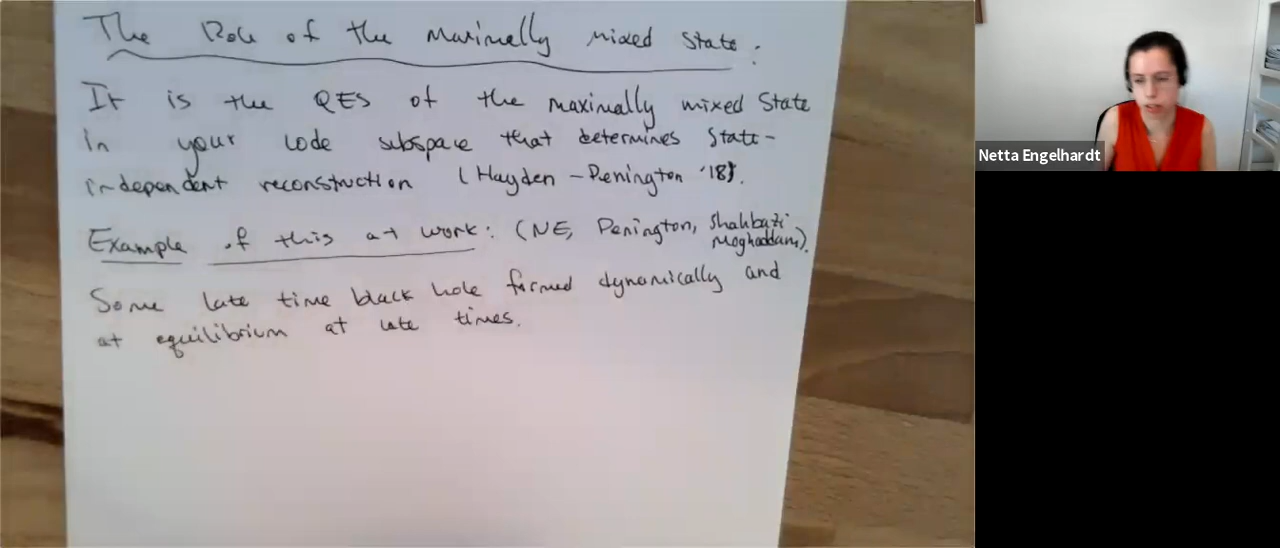 The Role of the Maximally mixed State.
It is the QES of the maximally mixed State
in your code subspace that determines State-
independent reconstruction (Hayden-Penington '18).
Example of this at work: (NE, Penington, Shahbazi
Moghaddam).
Some late time black hole formed dynamically and
at equilibrium at late times.
Netta Engelhardt